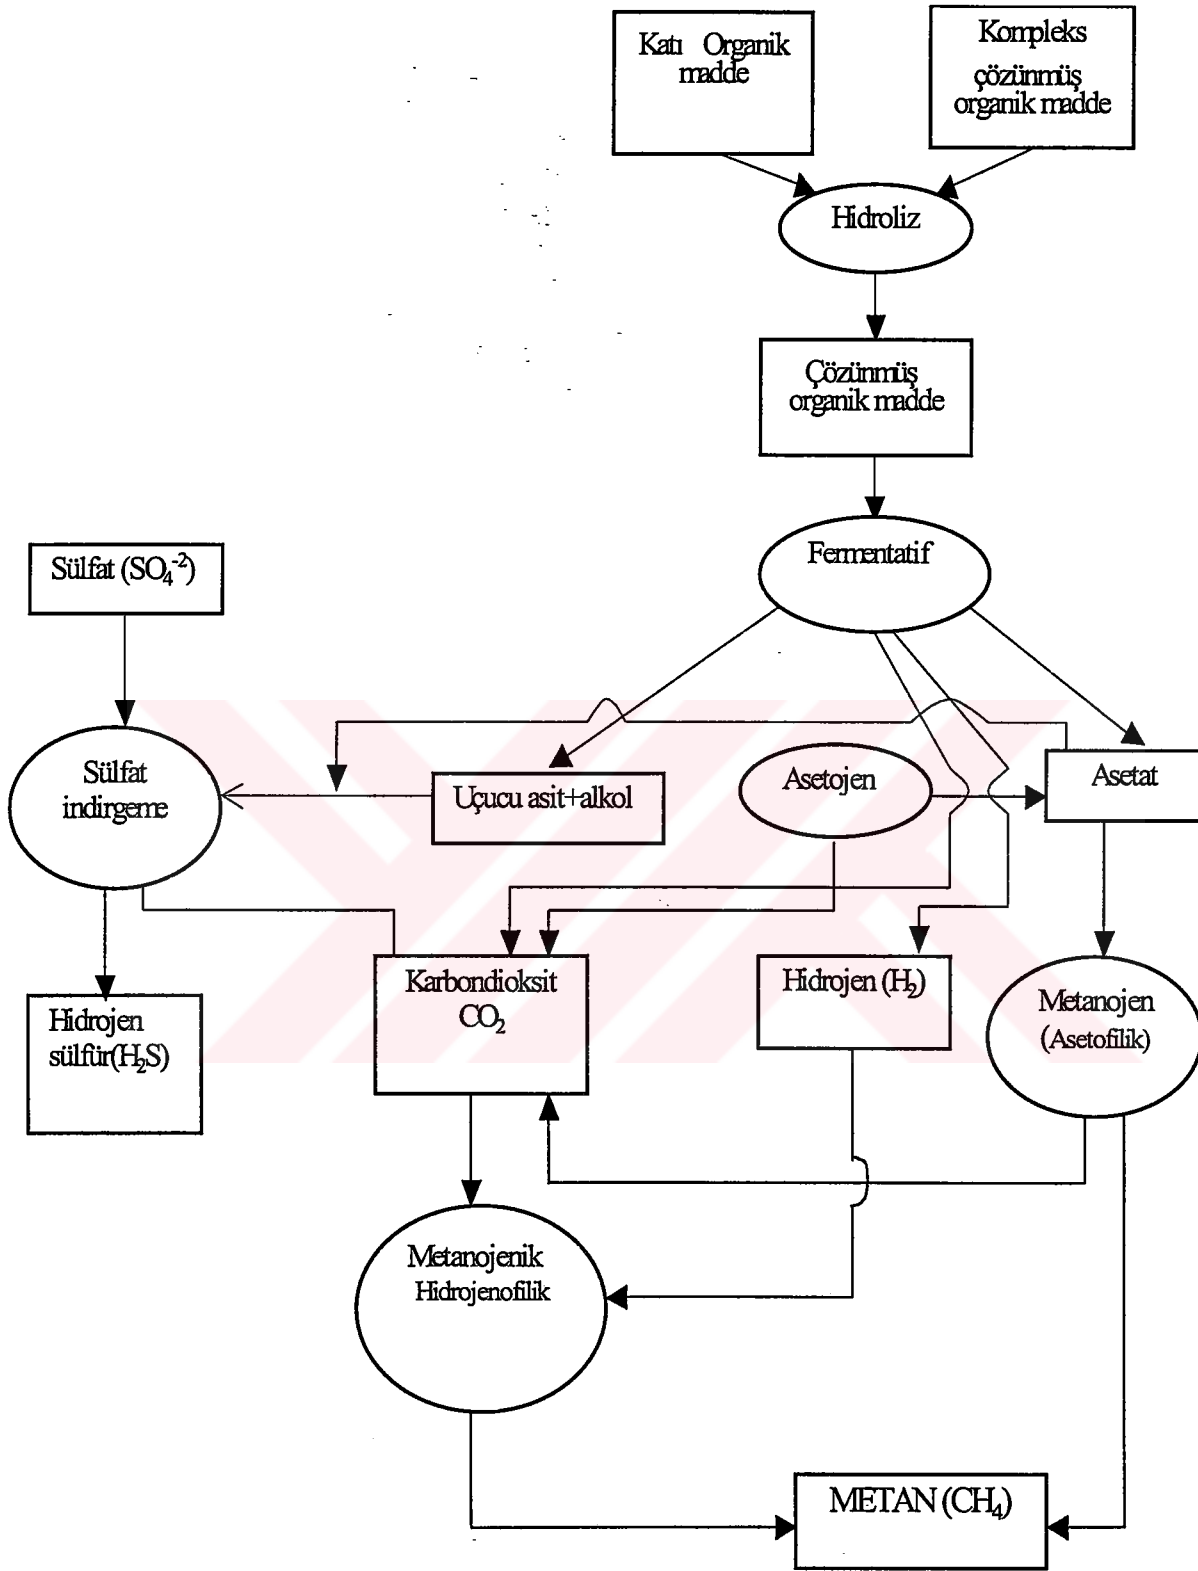 Katı Organik
madde
Kompleks
çözünmüş
organik madde
Hidroliz
Çözünmüş
organik madde
Fermentatif
Sülfat (SO₄⁻²)
Sülfat
indirgeme
Uçucu asit+alkol
Asetojen
Asetat
Karbondioksit
CO₂
Hidrojen (H₂)
Metanojen
(Asetofilik)
Hidrojen
sülfür(H₂S)
Metanojenik
Hidrojenofilik
METAN (CH₄)